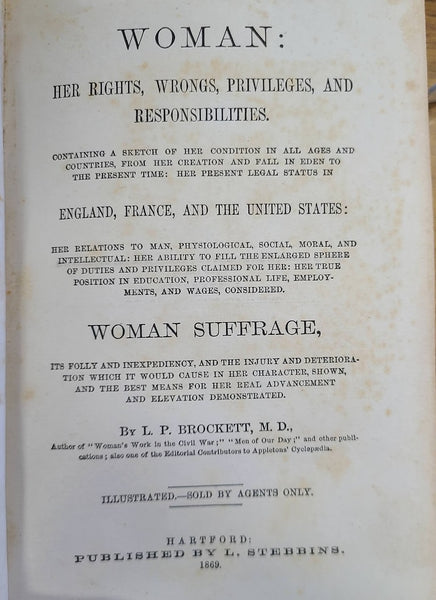 WOMAN:
HER RIGHTS, WRONGS, PRIVILEGES, AND
RESPONSIBILITIES.
CONTAINING A SKETCH OF HER CONDITION IN ALL AGES AND
COUNTRIES, FROM HER CREATION AND FALL IN EDEN TO
THE PRESENT TIME: HER PRESENT LEGAL STATUS IN
ENGLAND, FRANCE, AND THE UNITED STATES:
HER RELATIONS TO MAN, PHYSIOLOGICAL, SOCIAL, MORAL, AND
INTELLECTUAL: HER ABILITY TO FILL THE ENLARGED SPHERE
OF DUTIES AND PRIVILEGES CLAIMED FOR HER: HER TRUE
POSITION IN EDUCATION, PROFESSIONAL LIFE, EMPLOY-
MENTS, AND WAGES, CONSIDERED.
WOMAN SUFFRAGE,
ITS FOLLY AND INEXPEDIENCY, AND THE INJURY AND DETERIORA-
TION WHICH IT WOULD CAUSE IN HER CHARACTER, SHOWN,
AND THE BEST MEANS FOR HER REAL ADVANCEMENT
AND ELEVATION DEMONSTRATED.
BY L. P. BROCKETT, M. D.,
Author of "Woman's Work in the Civil War;" "Men of Our Day;" and other publi-
cations; also one of the Editorial Contributors to Appletons' Cyclopædia.
ILLUSTRATED.—SOLD BY AGENTS ONLY.
HARTFORD:
PUBLISHED BY L. STEBBINS.
1869.